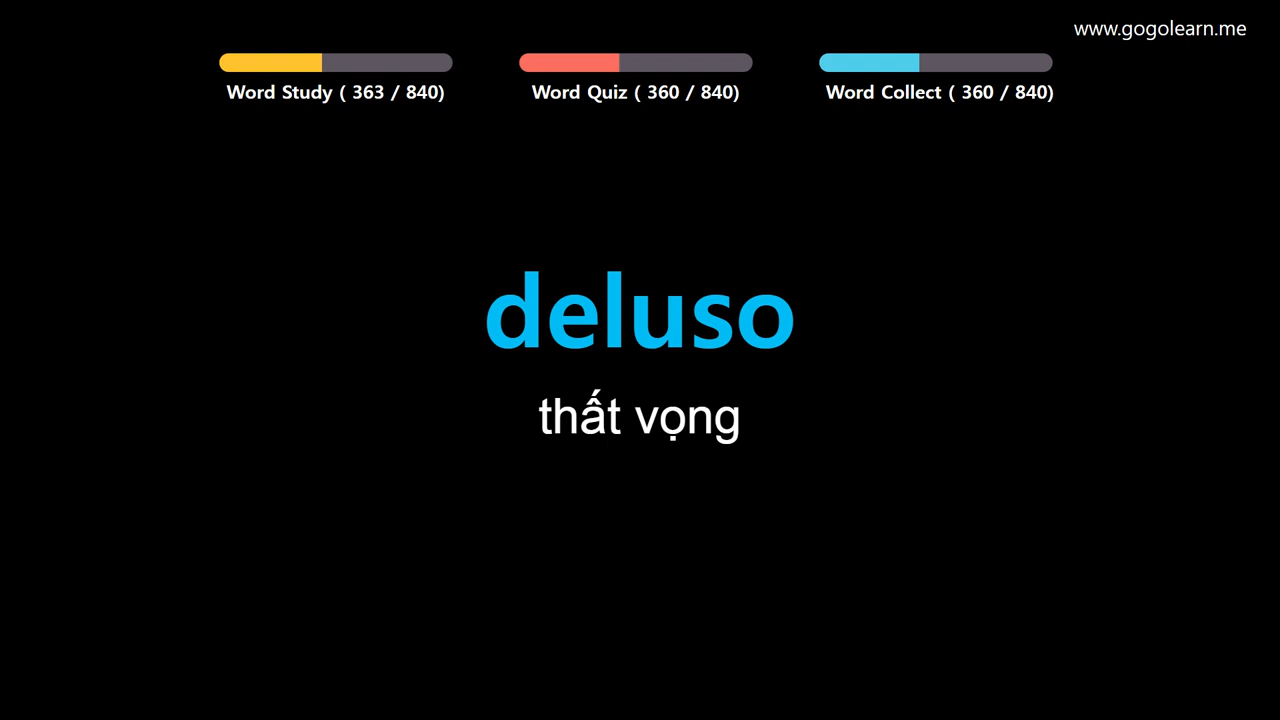 www.gogolearn.me
Word Study ( 363 / 840)
Word Quiz ( 360 / 840)
Word Collect ( 360 / 840)
deluso
thất vọng